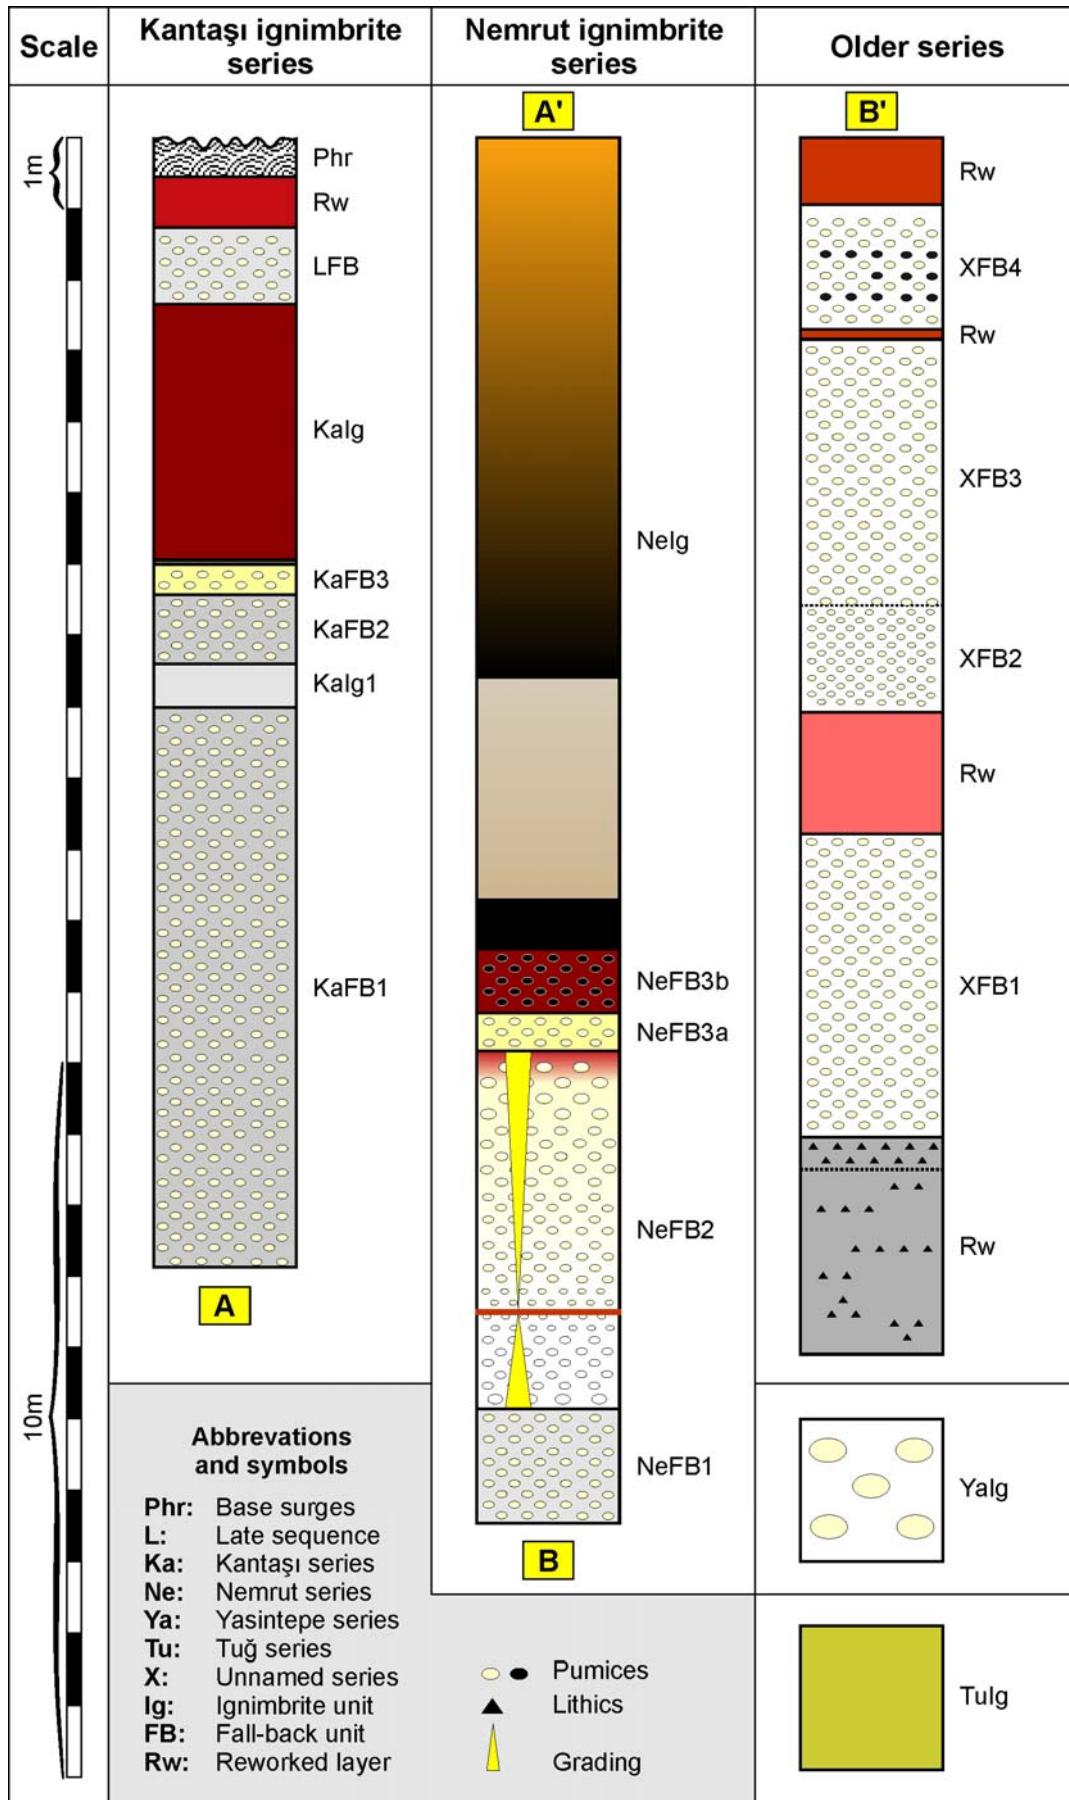 Scale
Kantaşı ignimbrite
series
Nemrut ignimbrite
series
Older series
1m
10m
Phr
Rw
LFB
KaIg
KaFB3
KaFB2
KaIg1
KaFB1
A
A'
NeIg
NeFB3b
NeFB3a
NeFB2
NeFB1
B
B'
Rw
XFB4
Rw
XFB3
XFB2
Rw
XFB1
Rw
YaIg
TuIg
Abbrevations
and symbols
Phr: Base surges
L: Late sequence
Ka: Kantaşı series
Ne: Nemrut series
Ya: Yasintepe series
Tu: Tuğ series
X: Unnamed series
Ig: Ignimbrite unit
FB: Fall-back unit
Rw: Reworked layer
Pumices
Lithics
Grading